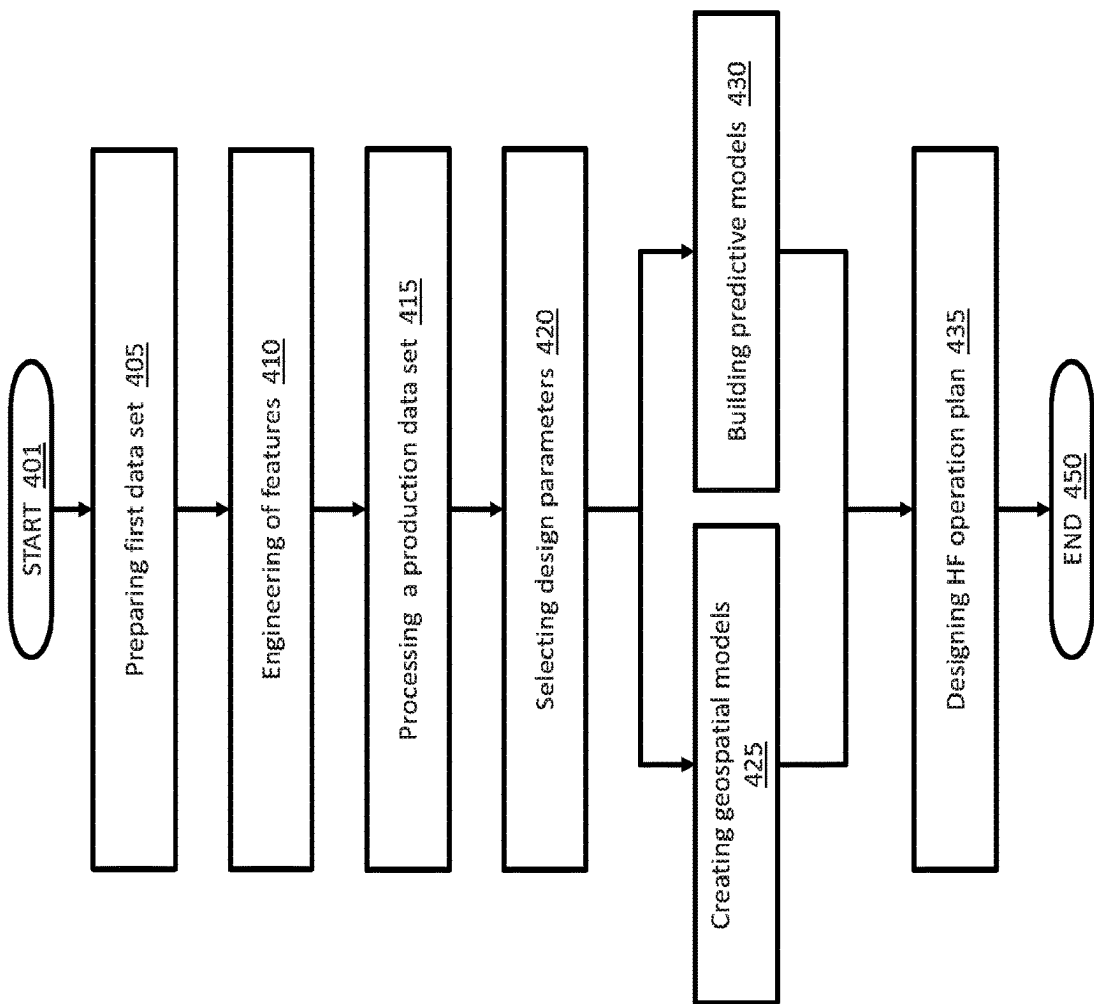 START 401
Preparing first data set 405
Engineering of features 410
Processing a production data set 415
Selecting design parameters 420
Creating geospatial models
425
Building predictive models 430
Designing HF operation plan 435
END 450